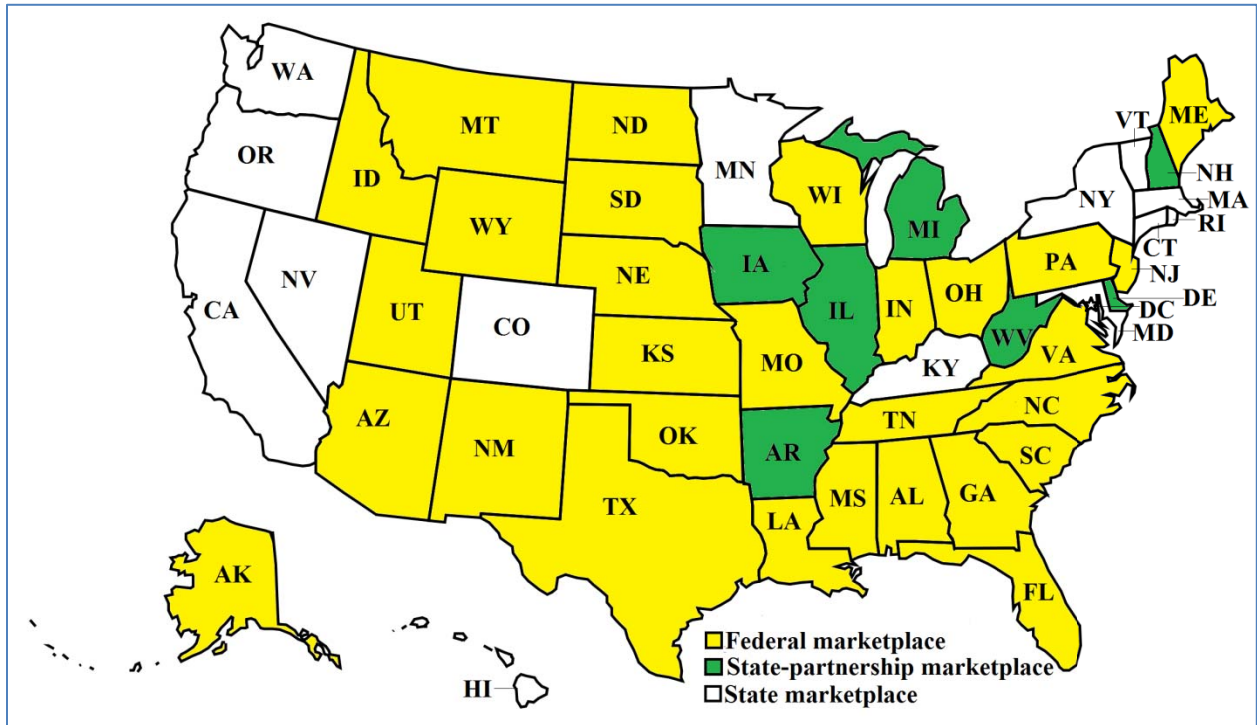 WA
MT
ND
MN
VT
ME
OR
ID
SD
WI
NH
NY
MA
WY
MI
RI
CT
NE
IA
PA
NJ
NV
UT
OH
DE
CA
CO
IL
IN
DC
WV
MD
KS
MO
VA
KY
AZ
NM
OK
TN
NC
AR
SC
TX
MS
AL
GA
LA
AK
FL
Federal marketplace
State-partnership marketplace
HI
State marketplace